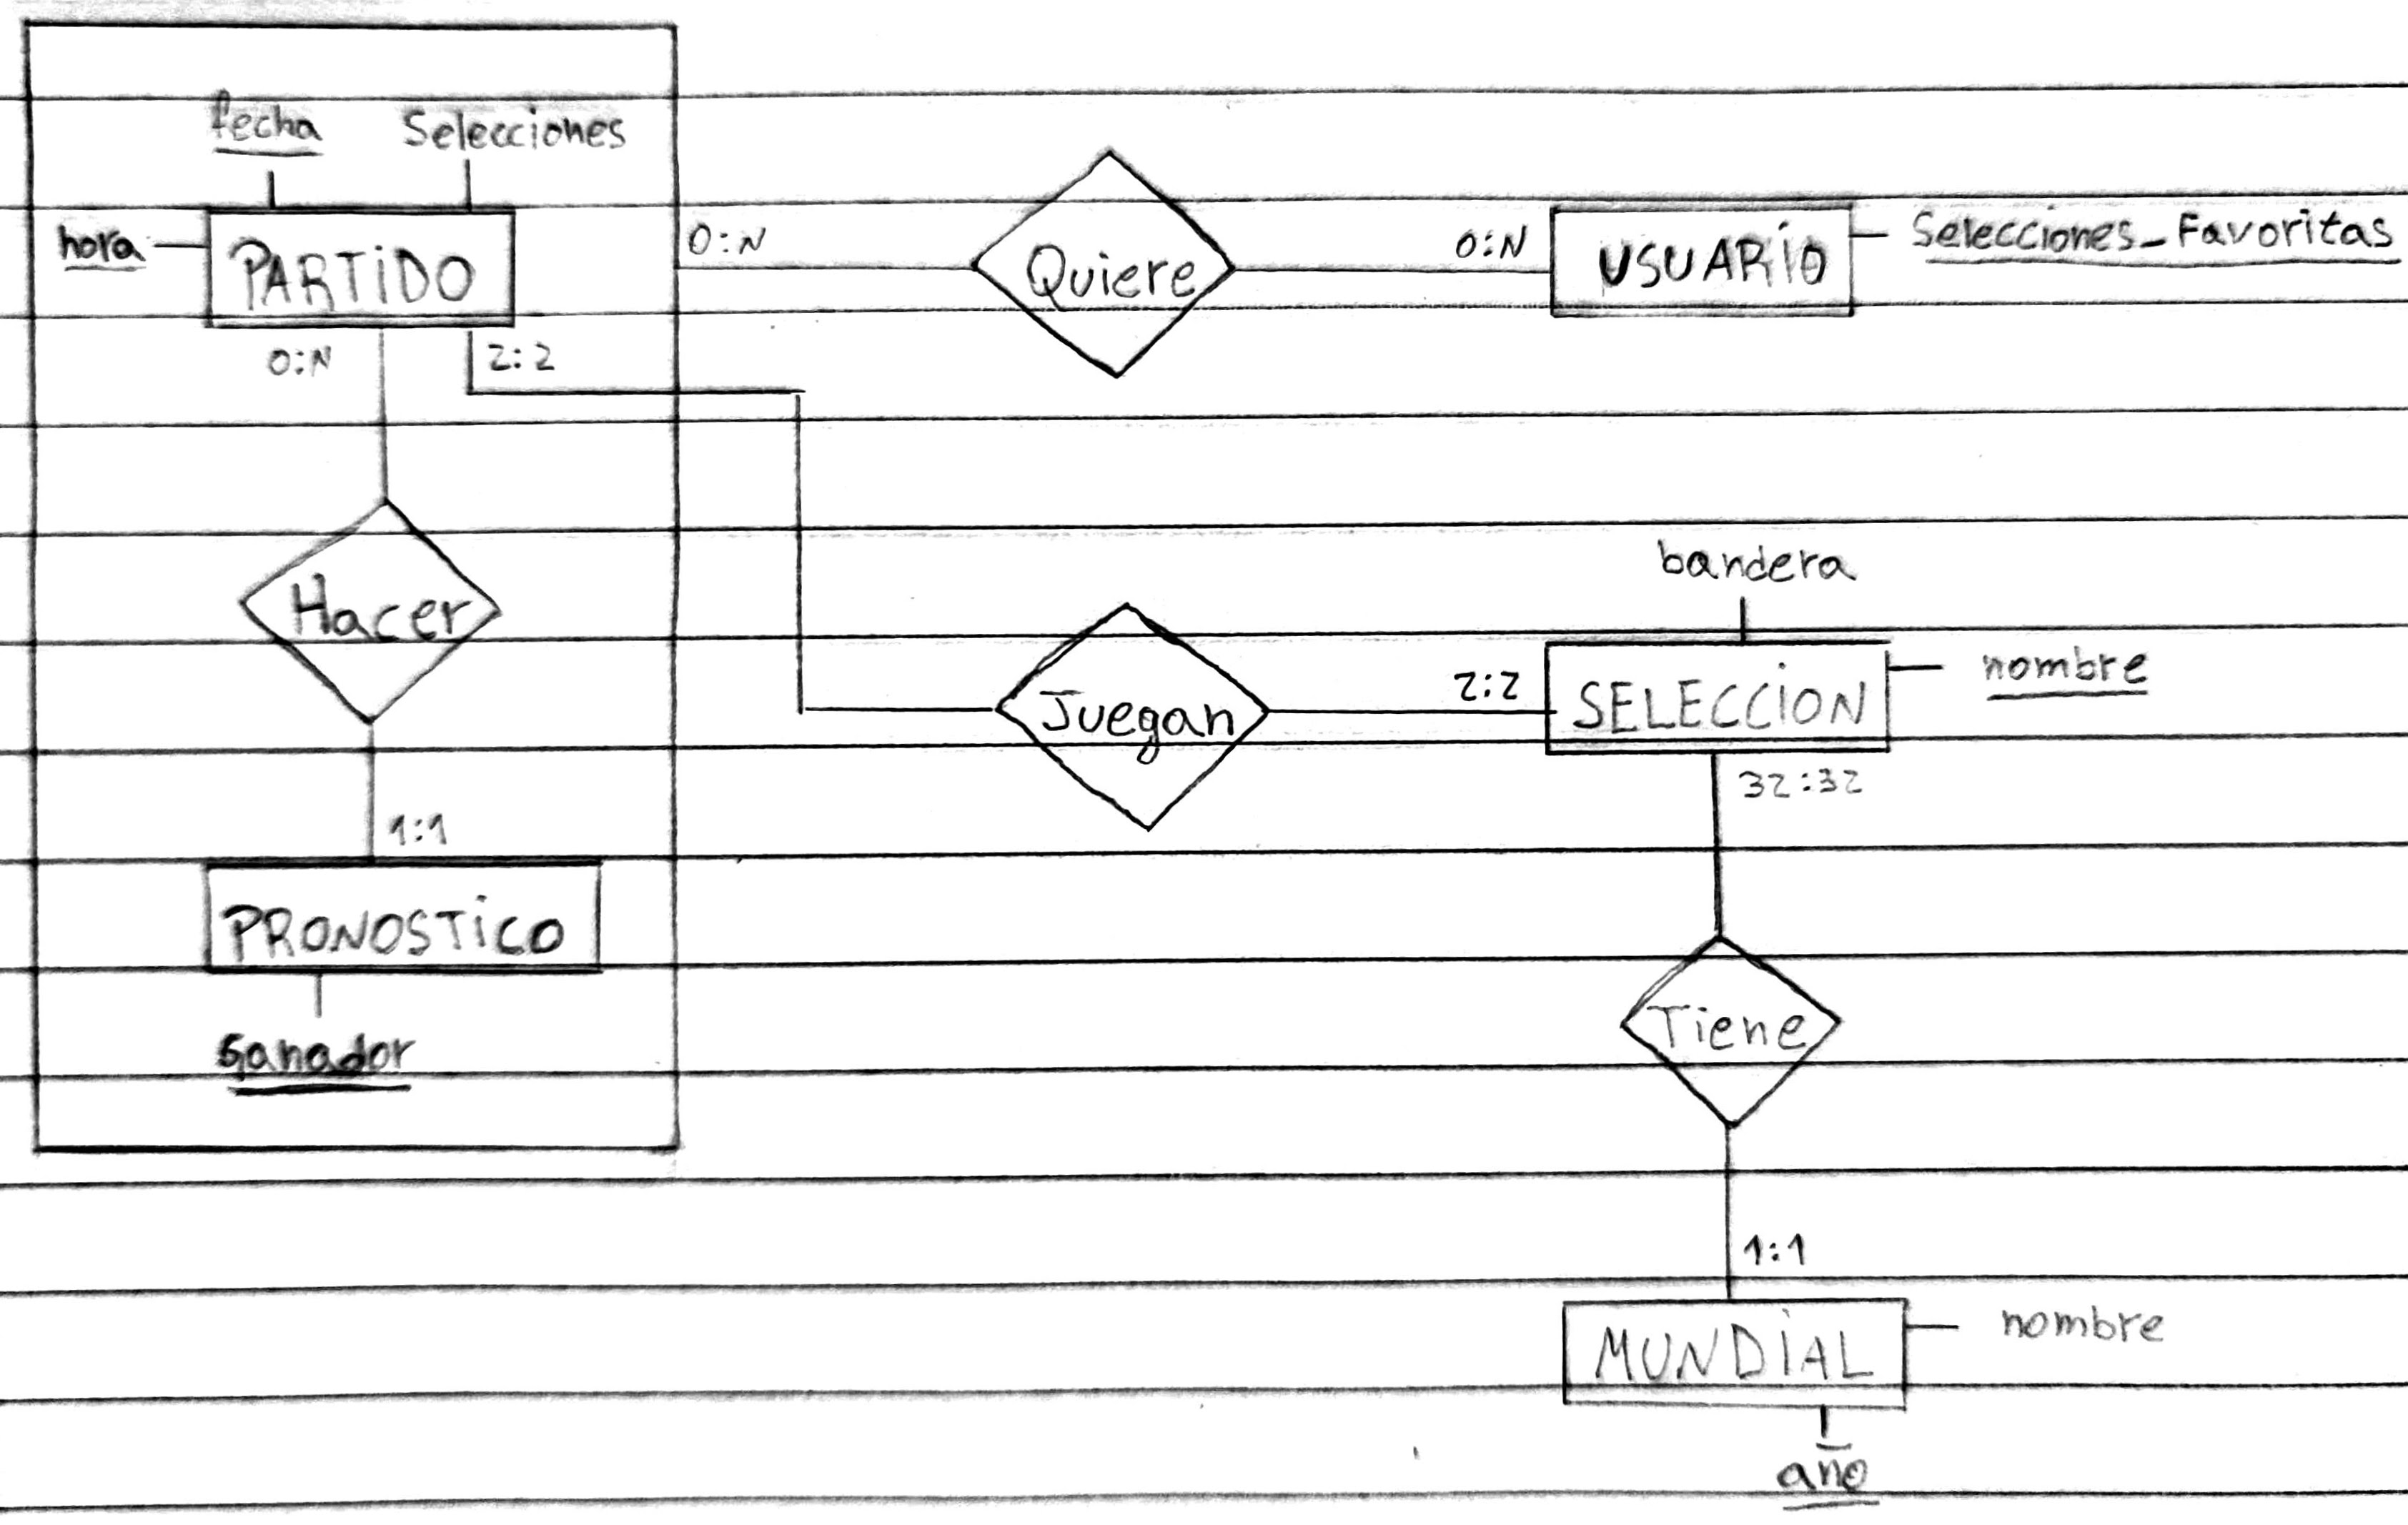 fecha Selecciones
hora
PARTIDO
0:N 2:2
0:N Quiere 0:N
USUARIO
Selecciones_Favoritas
Hacer
1:1
PRONOSTICO
Ganador
Juegan 2:2
bandera
SELECCION
nombre
32:32
Tiene
1:1
MUNDIAL
nombre
año